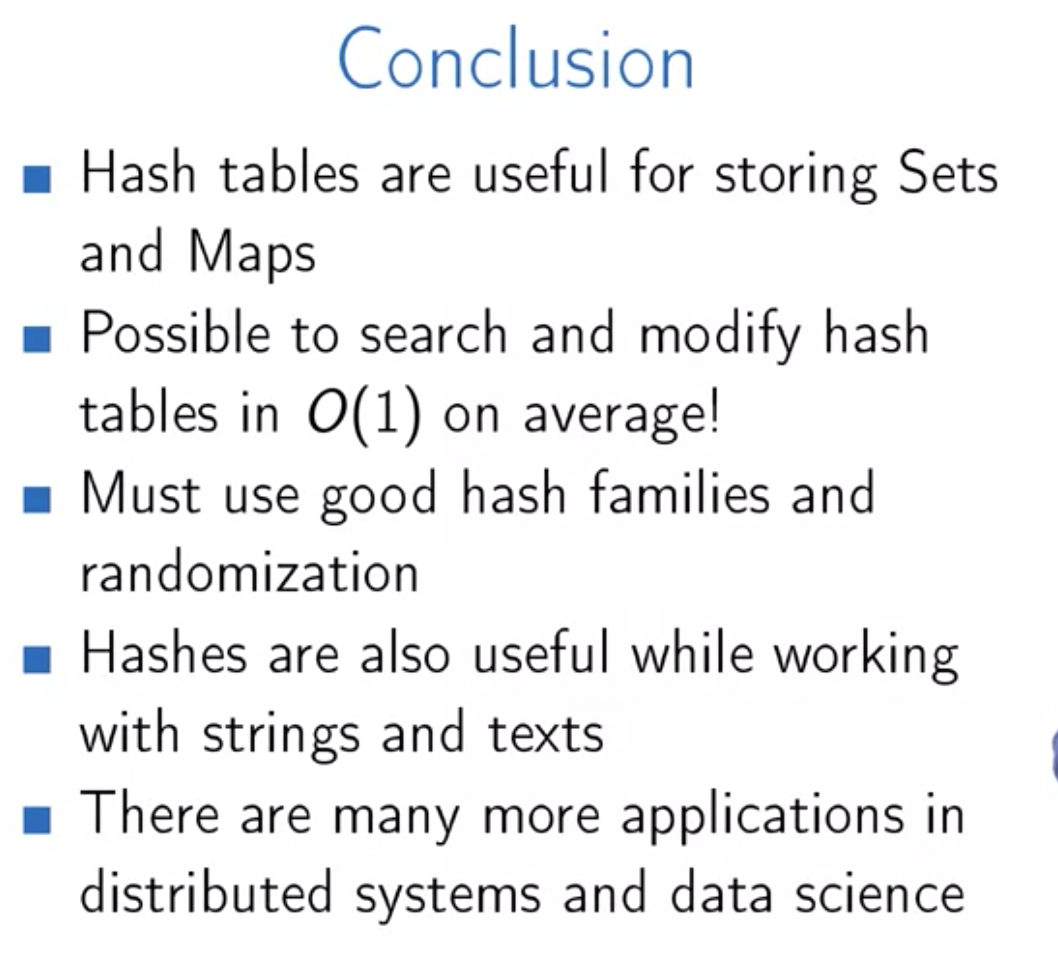 Conclusion
■ Hash tables are useful for storing Sets
and Maps
■ Possible to search and modify hash
tables in O(1) on average!
■ Must use good hash families and
randomization
■ Hashes are also useful while working
with strings and texts
■ There are many more applications in
distributed systems and data science